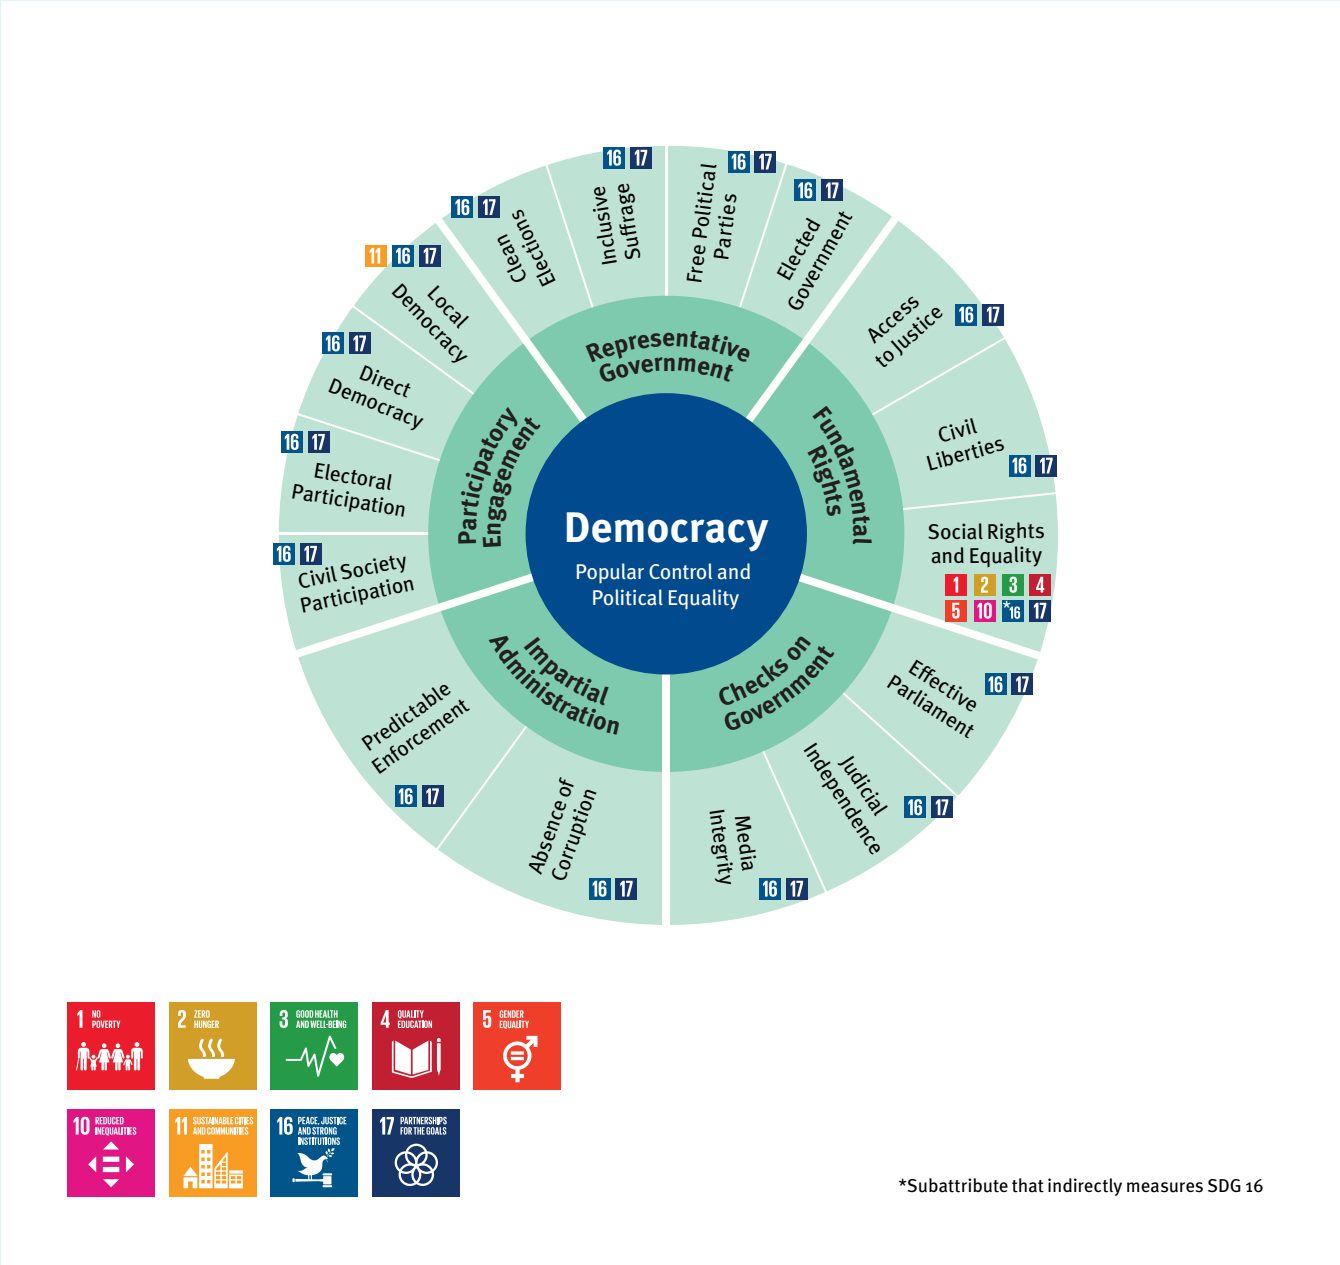 16 17
Clean
Elections
16 17
Inclusive
Suffrage
16 17
Free Political
Parties
16 17
Elected
Government
Representative
Government
Access
to Justice
16 17
Civil
Liberties
16 17
Social Rights
and Equality
1 2 3 4
5 10 *16 17
Fundamental
Rights
Effective
Parliament
16 17
Judicial
Independence
16 17
Media
Integrity
16 17
Checks on
Government
Absence of
Corruption
16 17
Predictable
Enforcement
16 17
Impartial
Administration
16 17
Civil Society
Participation
16 17
Electoral
Participation
16 17
Direct
Democracy
11 16 17
Local
Democracy
Participatory
Engagement
Democracy
Popular Control and
Political Equality
1 NO
POVERTY
2 ZERO
HUNGER
3 GOOD HEALTH
AND WELL-BEING
4 QUALITY
EDUCATION
5 GENDER
EQUALITY
10 REDUCED
INEQUALITIES
11 SUSTAINABLE CITIES
AND COMMUNITIES
16 PEACE, JUSTICE
AND STRONG
INSTITUTIONS
17 PARTNERSHIPS
FOR THE GOALS
*Subattribute that indirectly measures SDG 16